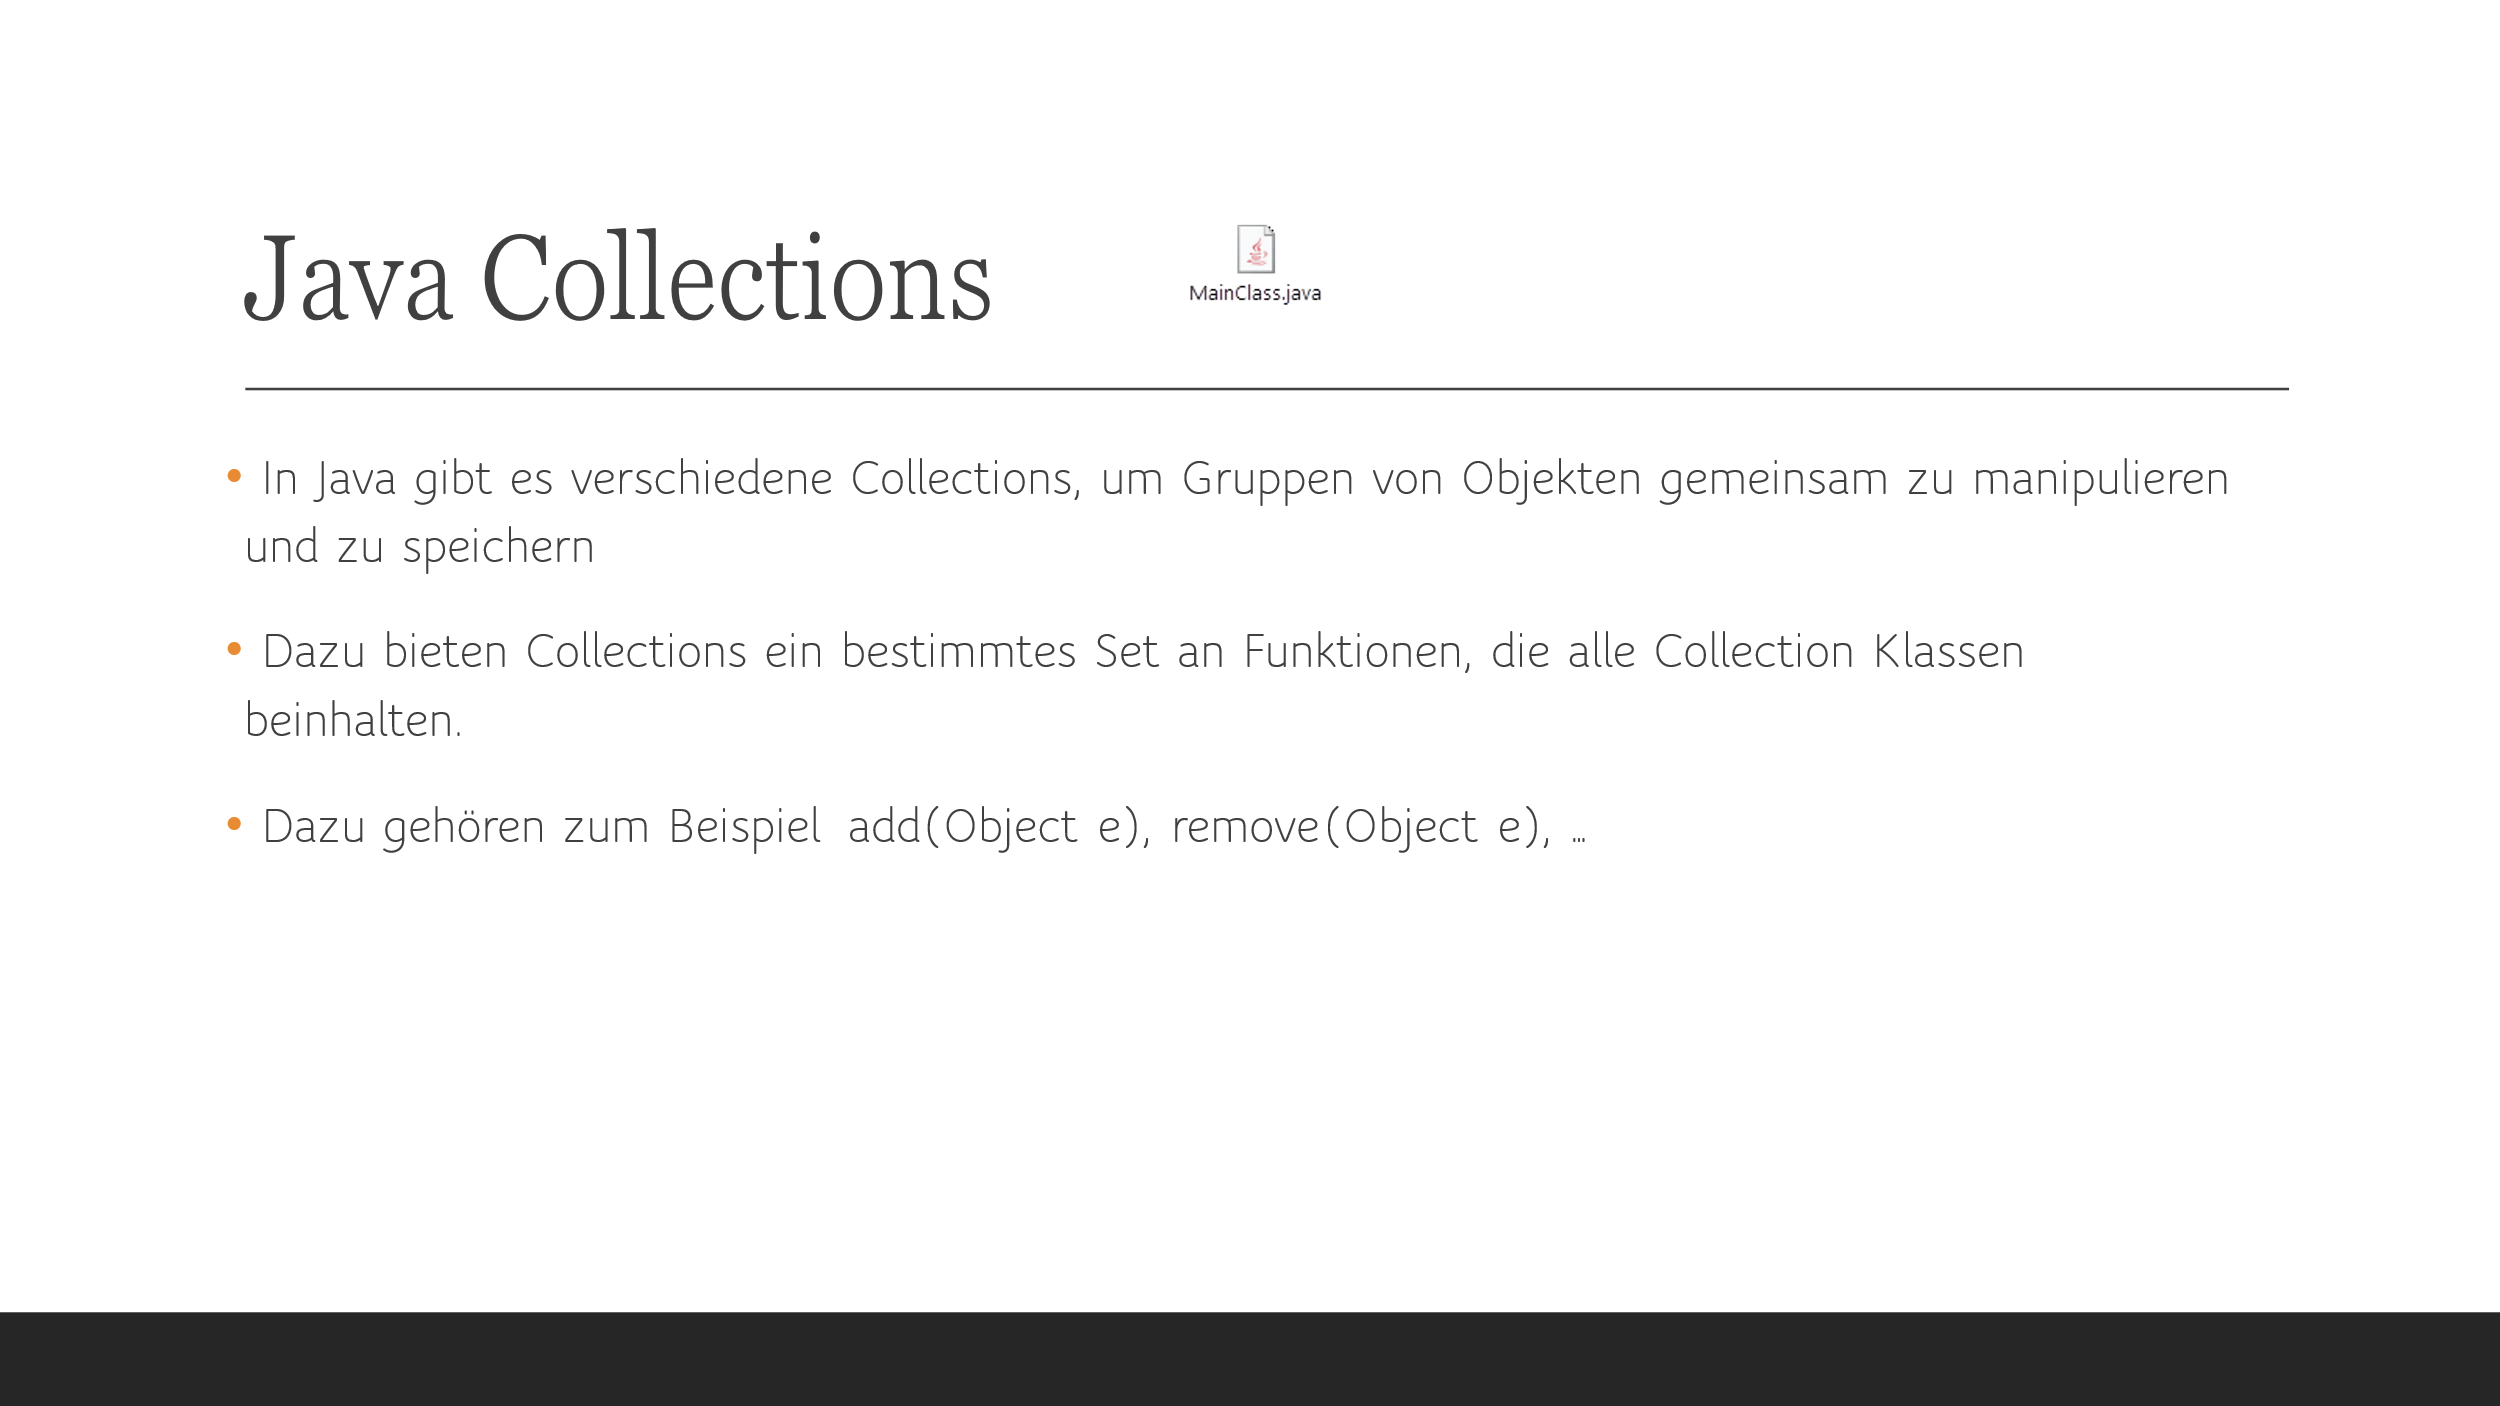 Java Collections
MainClass.java
• In Java gibt es verschiedene Collections, um Gruppen von Objekten gemeinsam zu manipulieren
und zu speichern
• Dazu bieten Collections ein bestimmtes Set an Funktionen, die alle Collection Klassen
beinhalten.
• Dazu gehören zum Beispiel add(Object e), remove(Object e), …